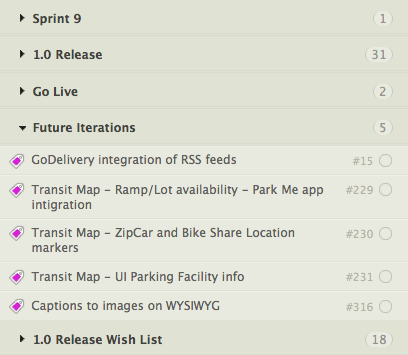 Sprint 9 1
1.0 Release 31
Go Live 2
Future Iterations 5
GoDelivery integration of RSS feeds #15
Transit Map – Ramp/Lot availability – Park Me app #229
intigration
Transit Map – ZipCar and Bike Share Location #230
markers
Transit Map – UI Parking Facility info #231
Captions to images on WYSIWYG #316
1.0 Release Wish List 18